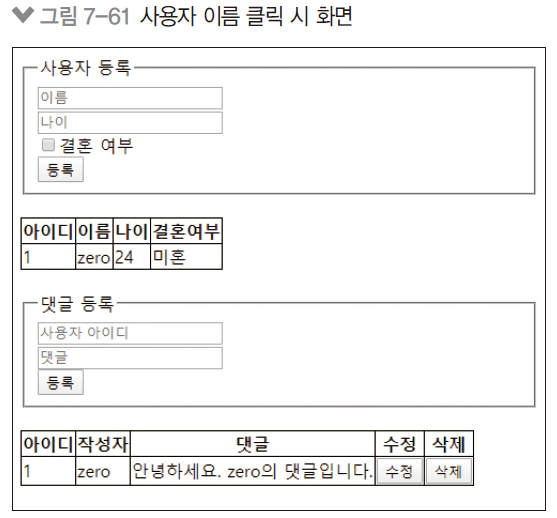 그림 7-61 사용자 이름 클릭 시 화면
사용자 등록
이름
나이
결혼 여부
등록
아이디 이름 나이 결혼여부
1 zero 24 미혼
댓글 등록
사용자 아이디
댓글
등록
아이디 작성자 댓글 수정 삭제
1 zero 안녕하세요. zero의 댓글입니다. 수정 삭제